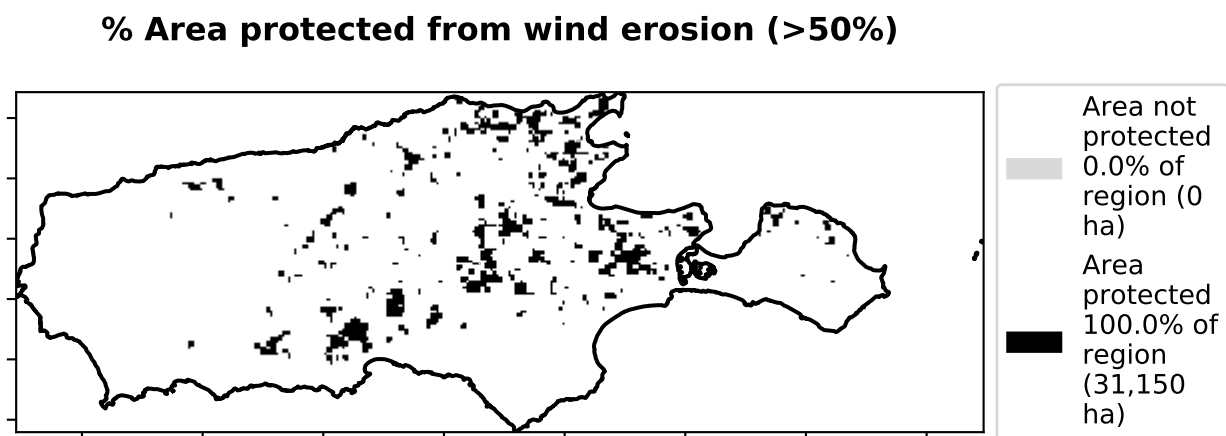 % Area protected from wind erosion (>50%)
Area not
protected
0.0% of
region (0
ha)
Area
protected
100.0% of
region
(31,150
ha)